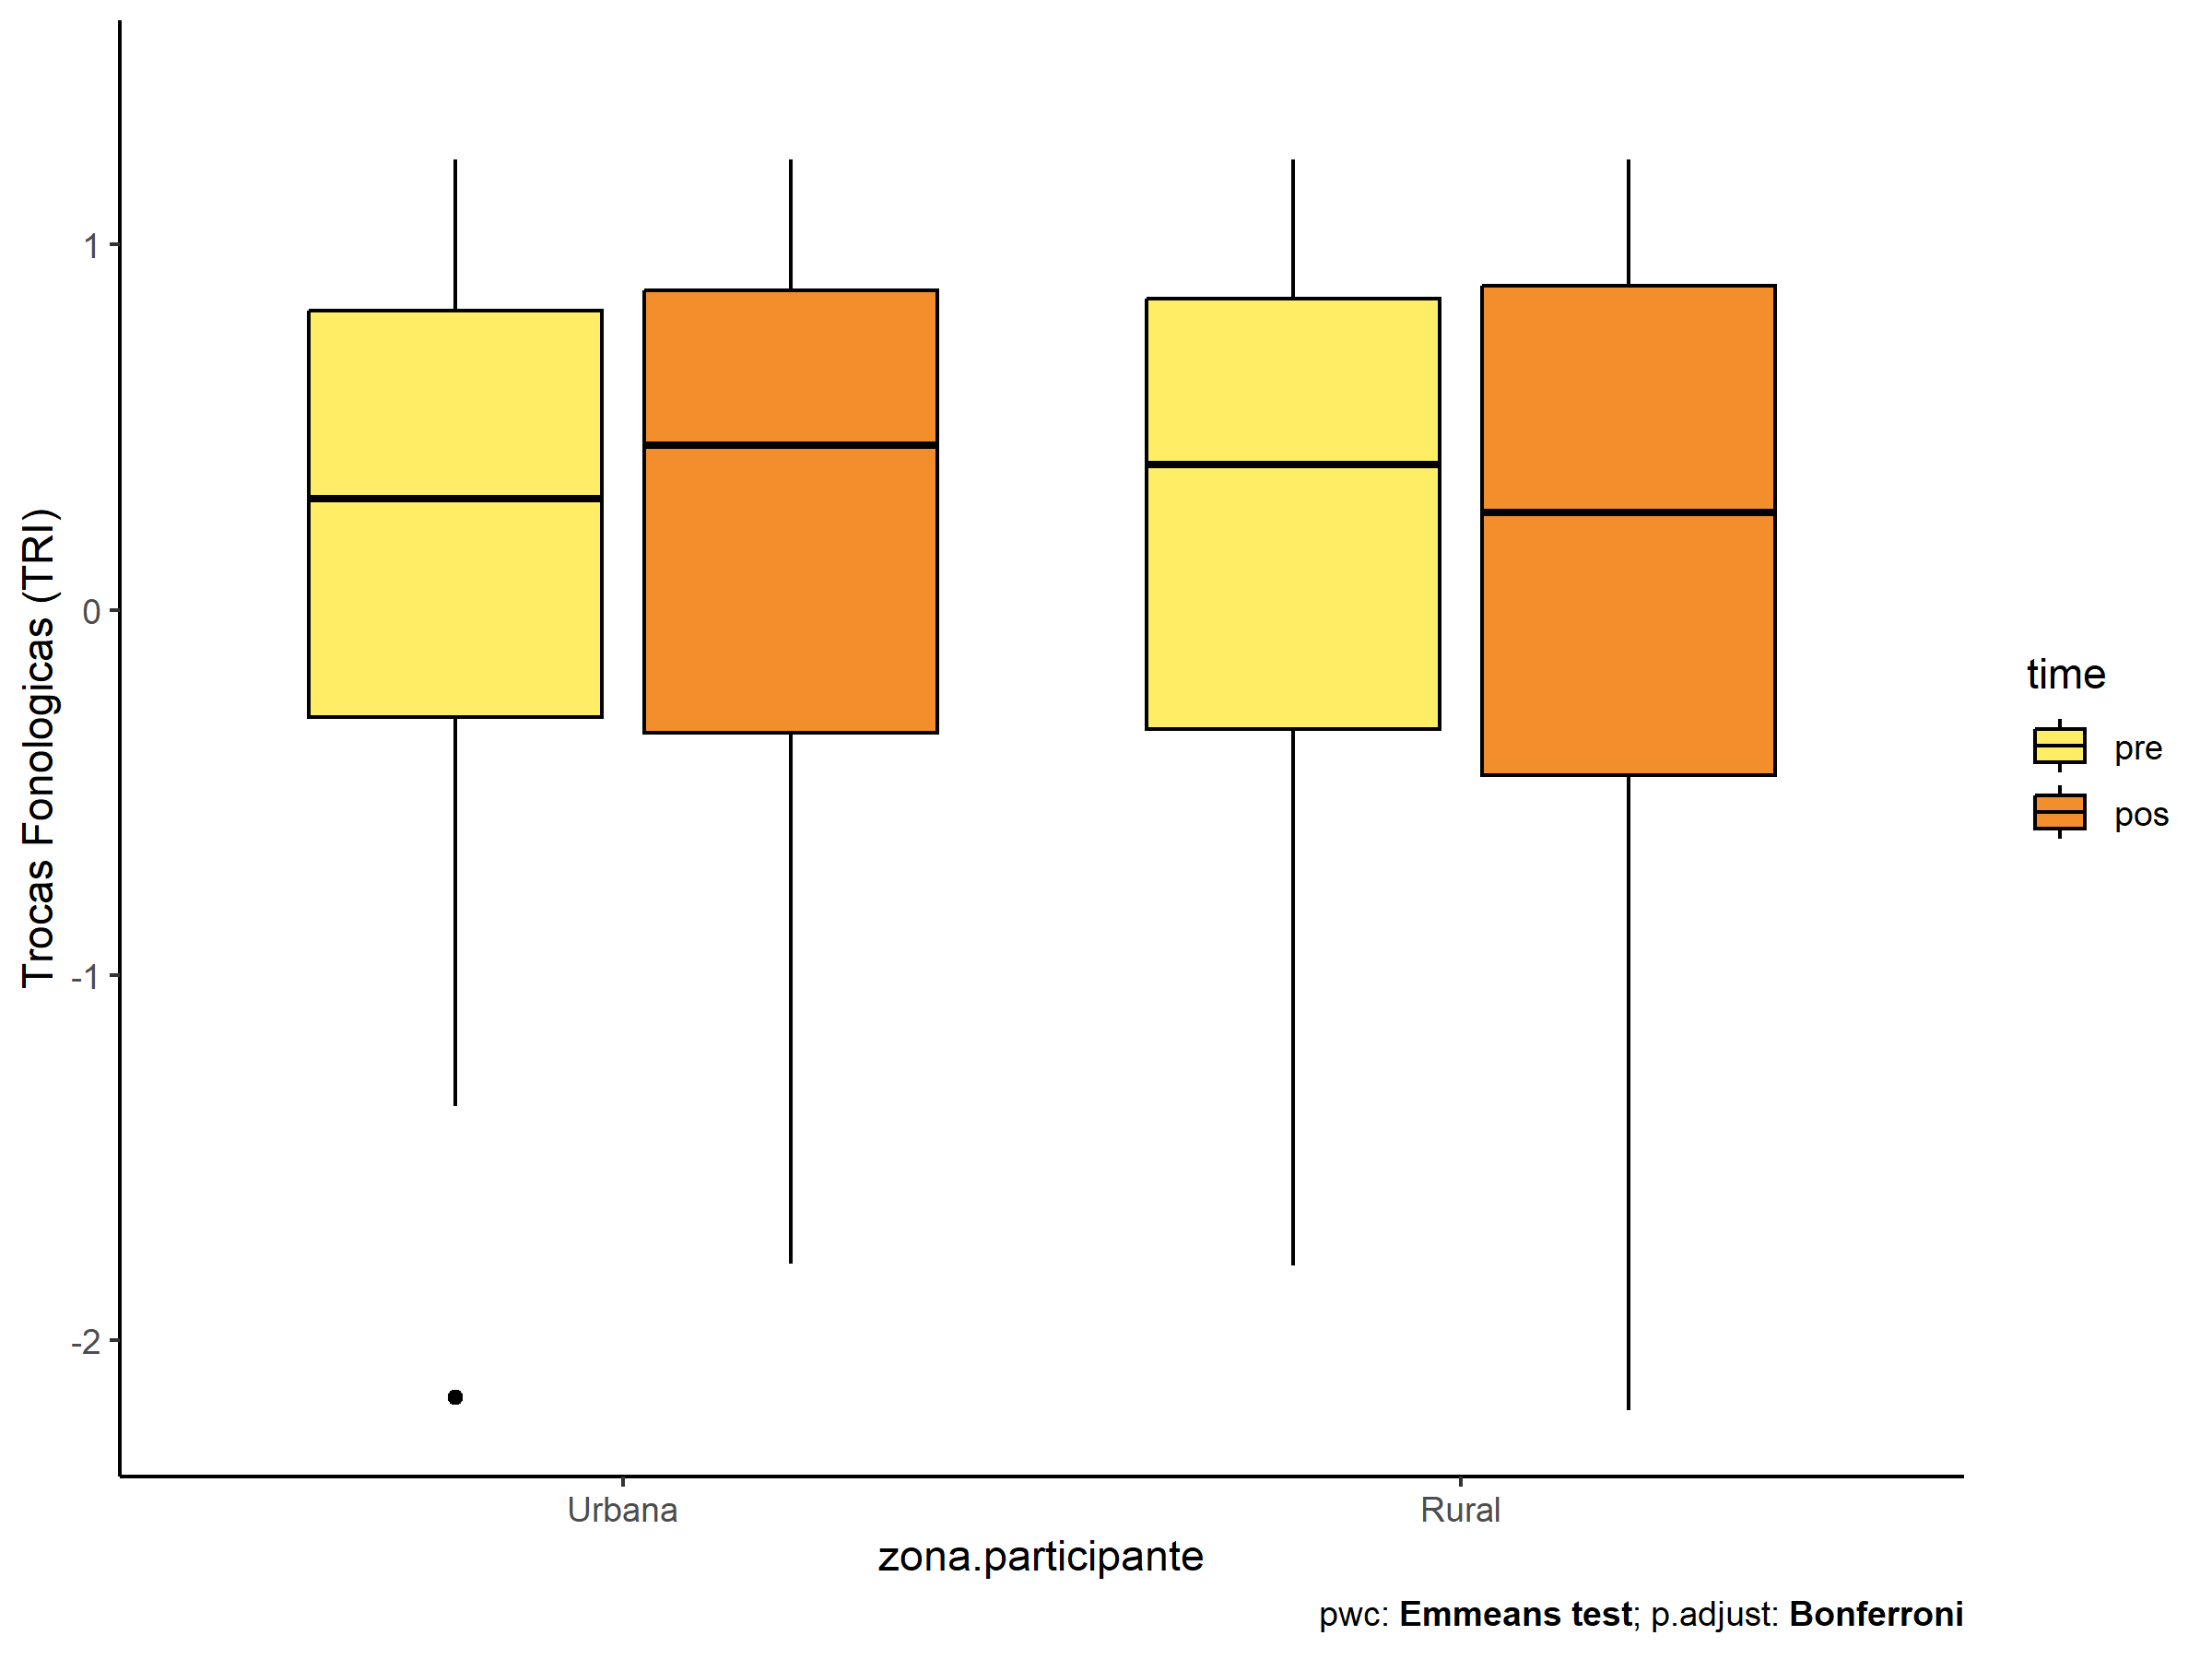 Trocas Fonologicas (TRI)
1
0
-1
-2
Urbana
Rural
zona.participante
time
pre
pos
pwc: Emmeans test; p.adjust: Bonferroni